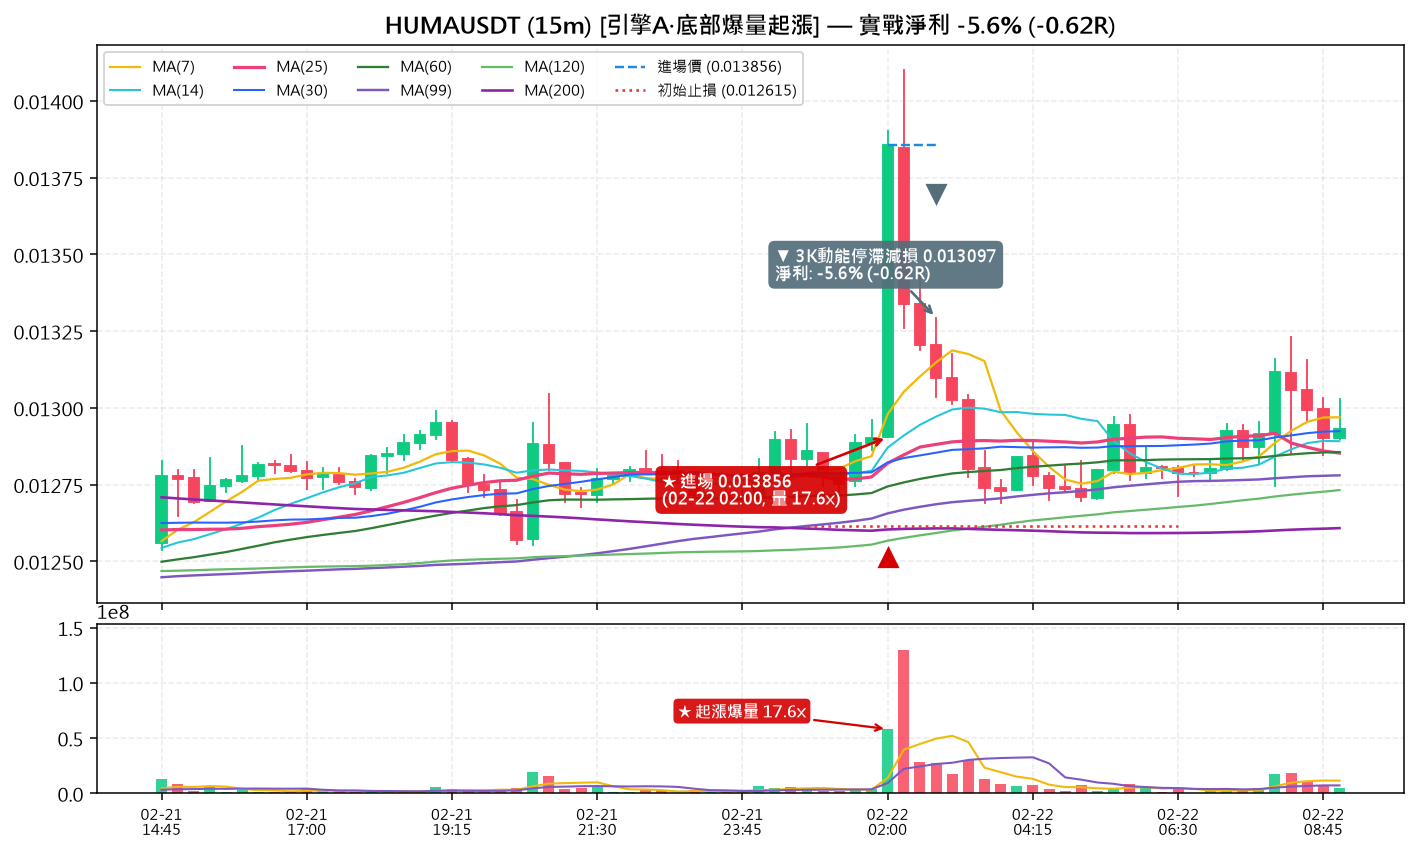 HUMAUSDT (15m) [引擎A·底部爆量起漲] — 實戰淨利 -5.6% (-0.62R)
MA(7) MA(25) MA(60) MA(120) 進場價 (0.013856)
MA(14) MA(30) MA(99) MA(200) 初始止損 (0.012615)
0.01400
0.01375
0.01350
0.01325
0.01300
0.01275
0.01250
▼ 3K動能停滯減損 0.013097
淨利: -5.6% (-0.62R)
★ 進場 0.013856
(02-22 02:00, 量 17.6x)
1e8
1.5
1.0
0.5
0.0
★ 起漲爆量 17.6x
02-21 02-21 02-21 02-21 02-21 02-22 02-22 02-22 02-22
14:45 17:00 19:15 21:30 23:45 02:00 04:15 06:30 08:45